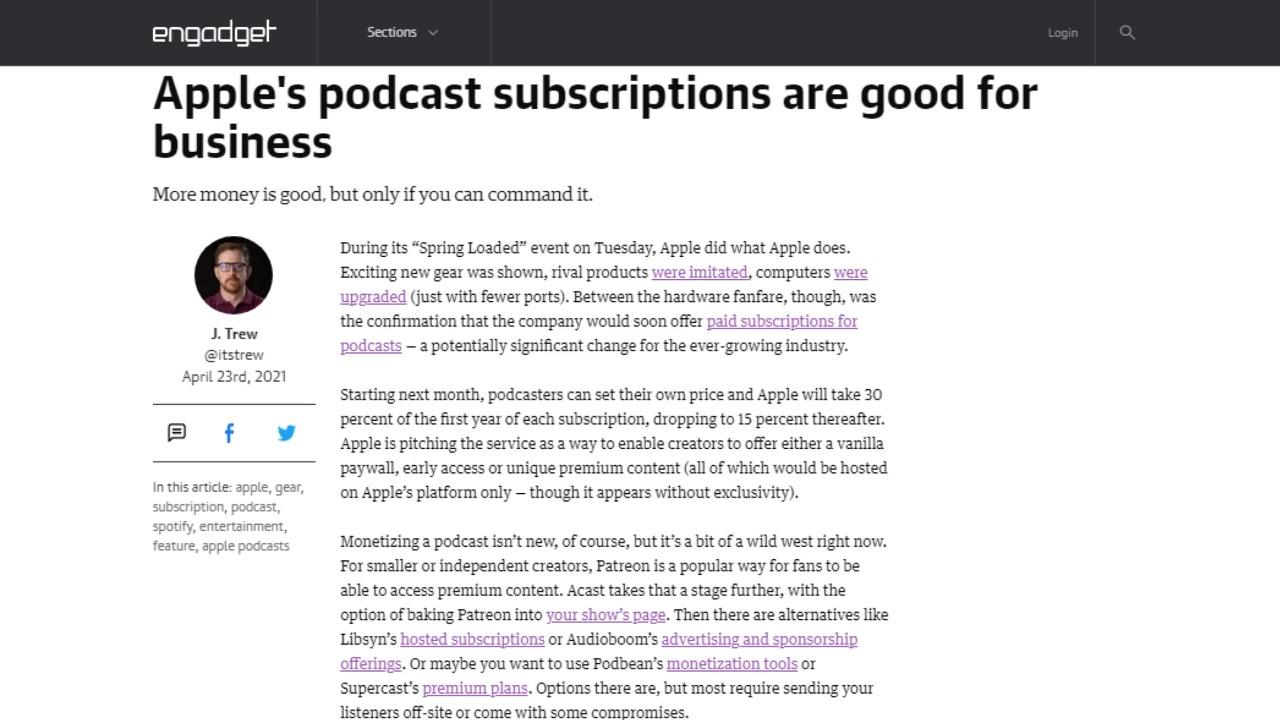 engadget
Sections
Login
Apple's podcast subscriptions are good for
business
More money is good, but only if you can command it.
J. Trew
@itstrew
April 23rd, 2021
In this article: apple, gear,
subscription, podcast,
spotify, entertainment,
feature, apple podcasts
During its “Spring Loaded” event on Tuesday, Apple did what Apple does.
Exciting new gear was shown, rival products were imitated, computers were
upgraded (just with fewer ports). Between the hardware fanfare, though, was
the confirmation that the company would soon offer paid subscriptions for
podcasts – a potentially significant change for the ever-growing industry.
Starting next month, podcasters can set their own price and Apple will take 30
percent of the first year of each subscription, dropping to 15 percent thereafter.
Apple is pitching the service as a way to enable creators to offer either a vanilla
paywall, early access or unique premium content (all of which would be hosted
on Apple’s platform only – though it appears without exclusivity).
Monetizing a podcast isn’t new, of course, but it’s a bit of a wild west right now.
For smaller or independent creators, Patreon is a popular way for fans to be
able to access premium content. Acast takes that a stage further, with the
option of baking Patreon into your show’s page. Then there are alternatives like
Libsyn’s hosted subscriptions or Audioboom’s advertising and sponsorship
offerings. Or maybe you want to use Podbean’s monetization tools or
Supercast’s premium plans. Options there are, but most require sending your
listeners off-site or come with some compromises.